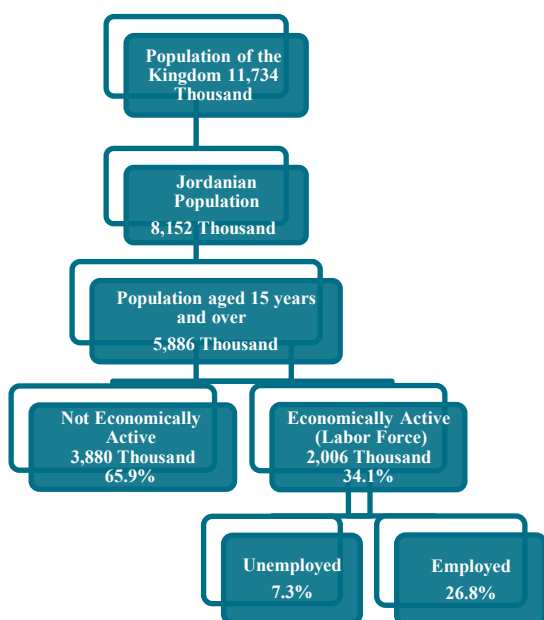 Population of the
Kingdom 11,734
Thousand
Jordanian
Population
8,152 Thousand
Population aged 15 years
and over
5,886 Thousand
Not Economically
Active
3,880 Thousand
65.9%
Economically Active
(Labor Force)
2,006 Thousand
34.1%
Unemployed
7.3%
Employed
26.8%